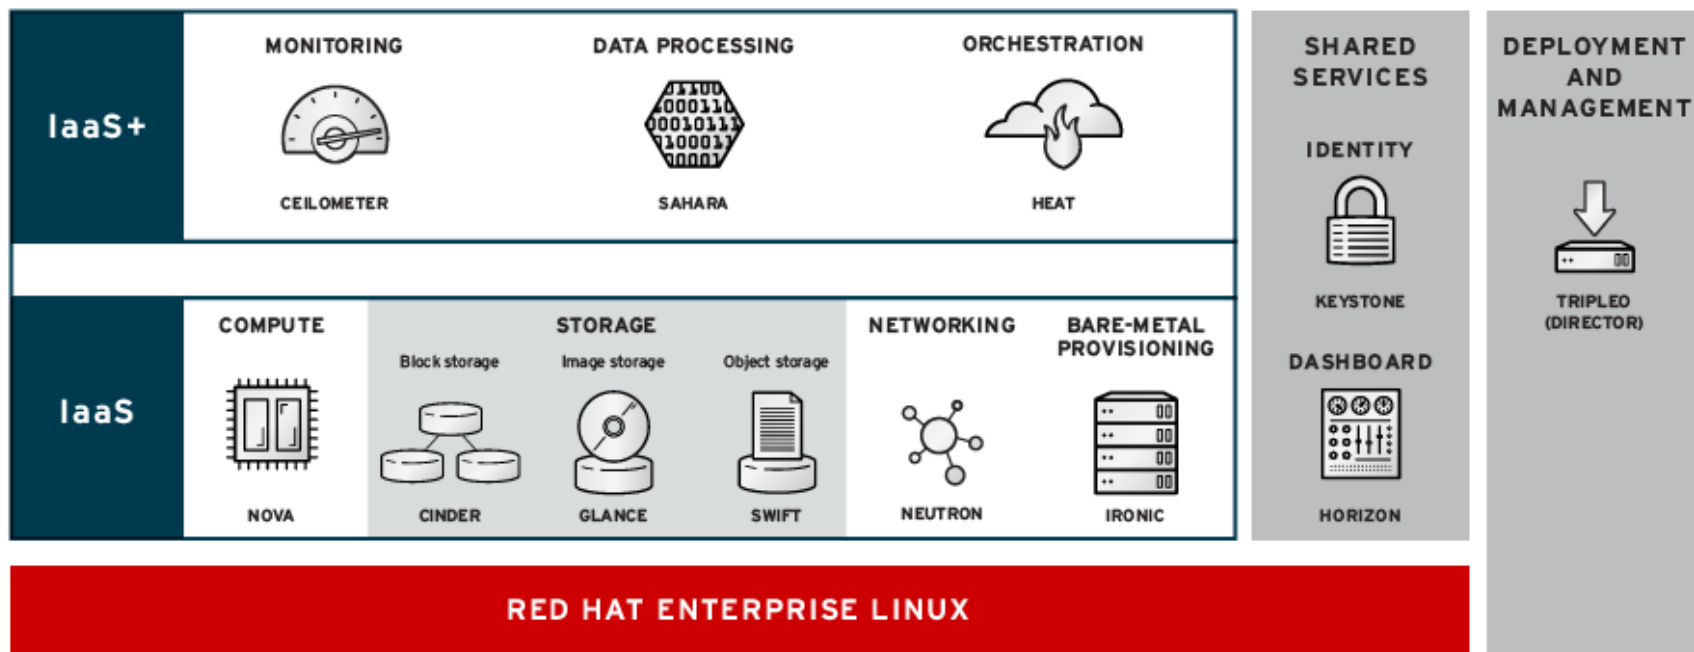 IaaS+
MONITORING
CEILOMETER
DATA PROCESSING
SAHARA
ORCHESTRATION
HEAT
IaaS
COMPUTE
NOVA
STORAGE
Block storage
CINDER
Image storage
GLANCE
Object storage
SWIFT
NETWORKING
NEUTRON
BARE-METAL
PROVISIONING
IRONIC
SHARED
SERVICES
IDENTITY
KEYSTONE
DASHBOARD
HORIZON
DEPLOYMENT
AND
MANAGEMENT
TRIPLEO
(DIRECTOR)
RED HAT ENTERPRISE LINUX